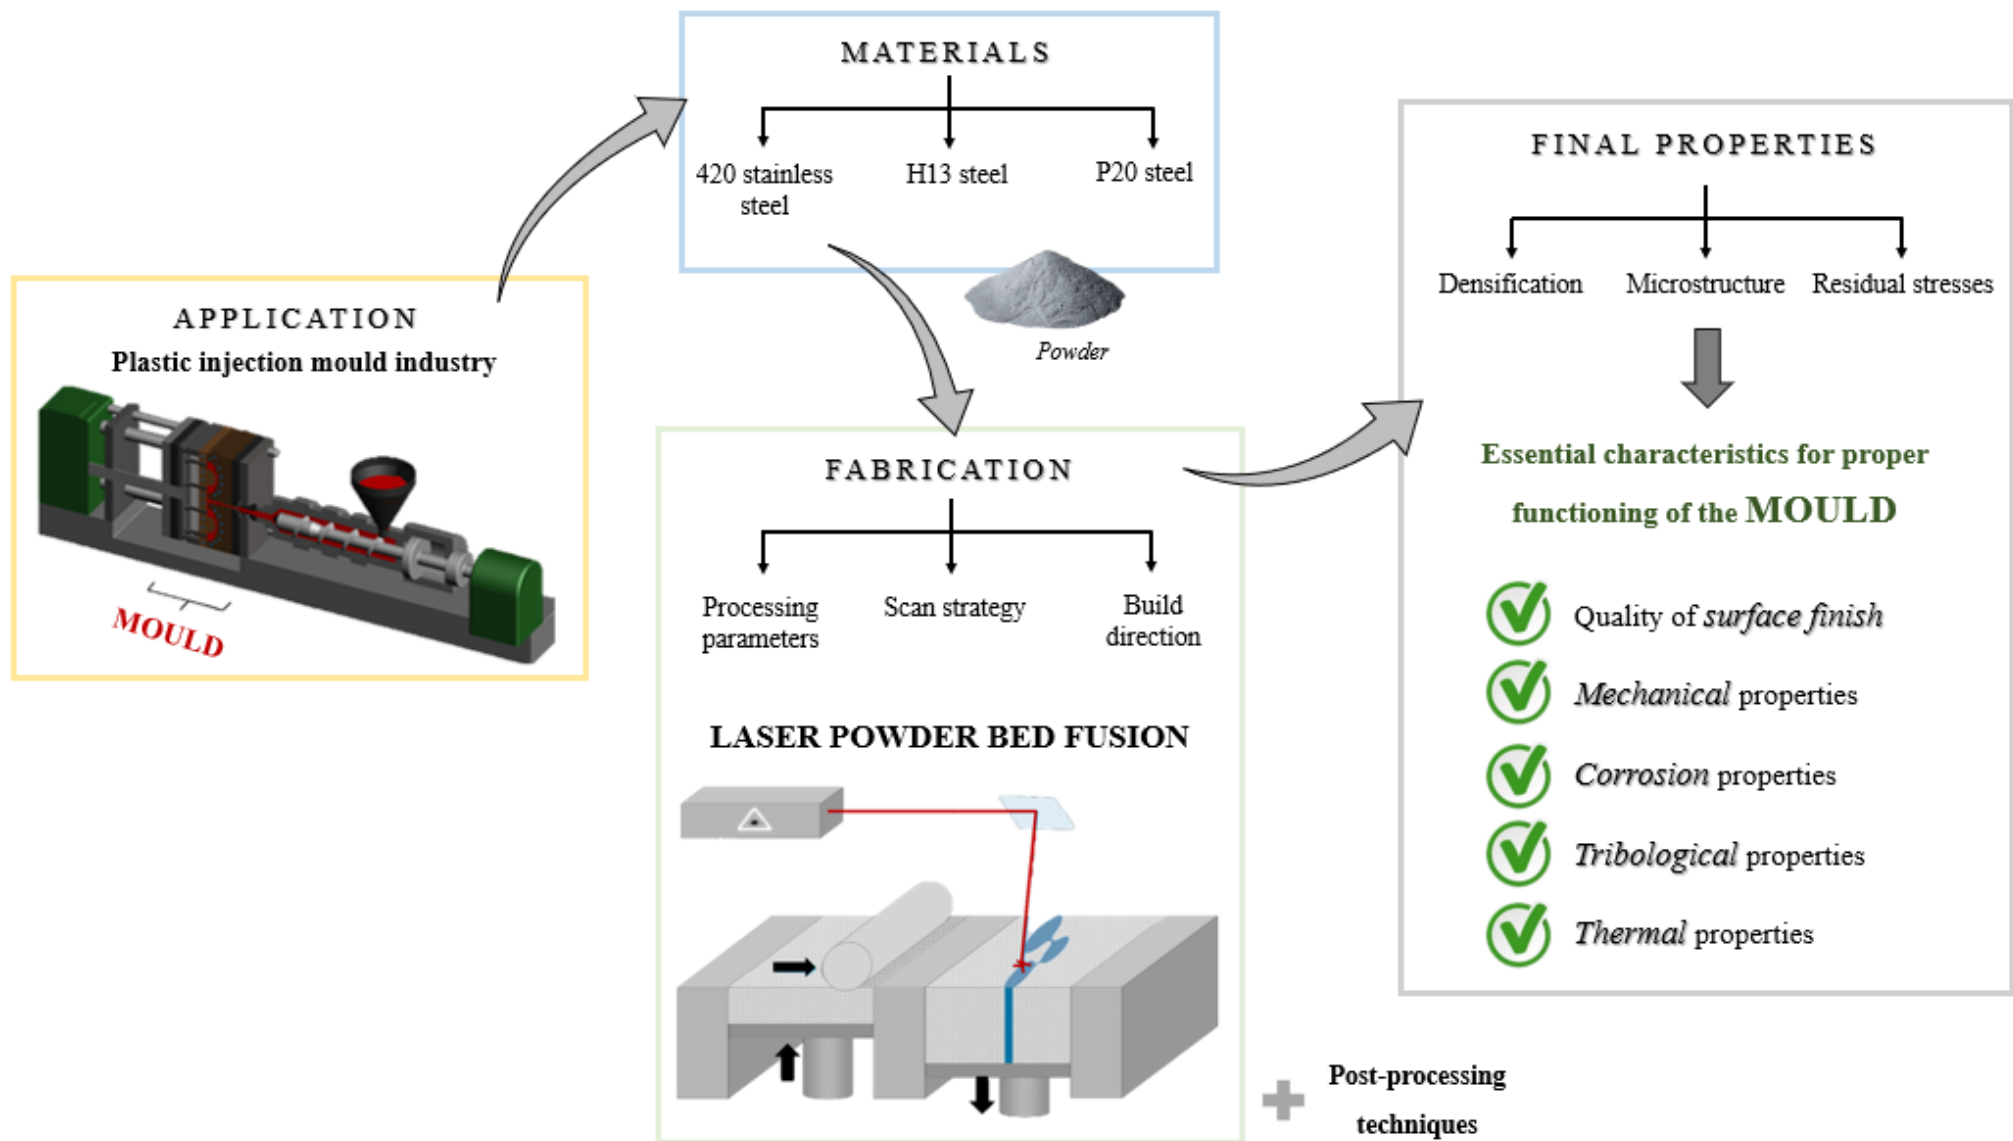 APPLICATION
Plastic injection mould industry
MOULD
MATERIALS
420 stainless
steel
H13 steel
P20 steel
Powder
FABRICATION
Processing
parameters
Scan strategy
Build
direction
LASER POWDER BED FUSION
Post-processing
techniques
FINAL PROPERTIES
Densification
Microstructure
Residual stresses
Essential characteristics for proper
functioning of the MOULD
Quality of surface finish
Mechanical properties
Corrosion properties
Tribological properties
Thermal properties